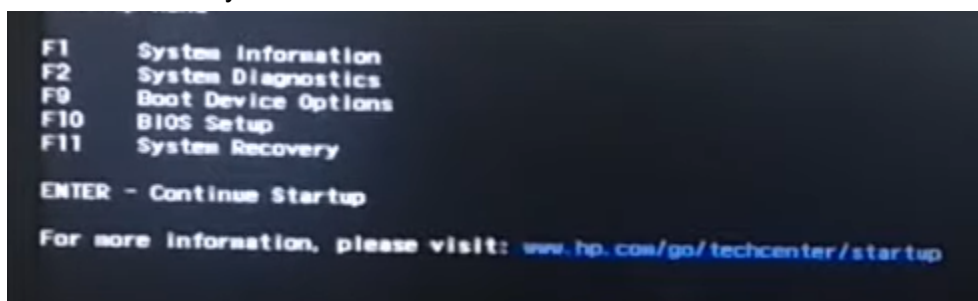 F1 System Information
F2 System Diagnostics
F9 Boot Device Options
F10 BIOS Setup
F11 System Recovery
ENTER - Continue Startup
For more information, please visit: www.hp.com/go/techcenter/startup